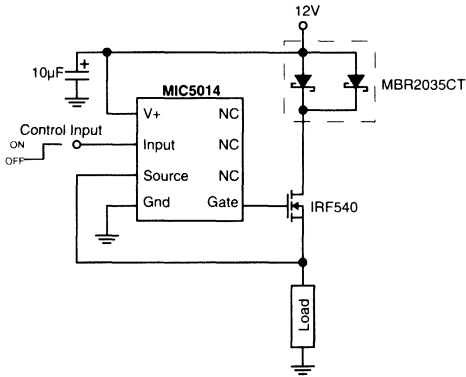 12V
10µF
+
MBR2035CT
MIC5014
V+ NC
Control Input
ON
OFF
Input NC
Source NC
Gnd Gate
IRF540
Load